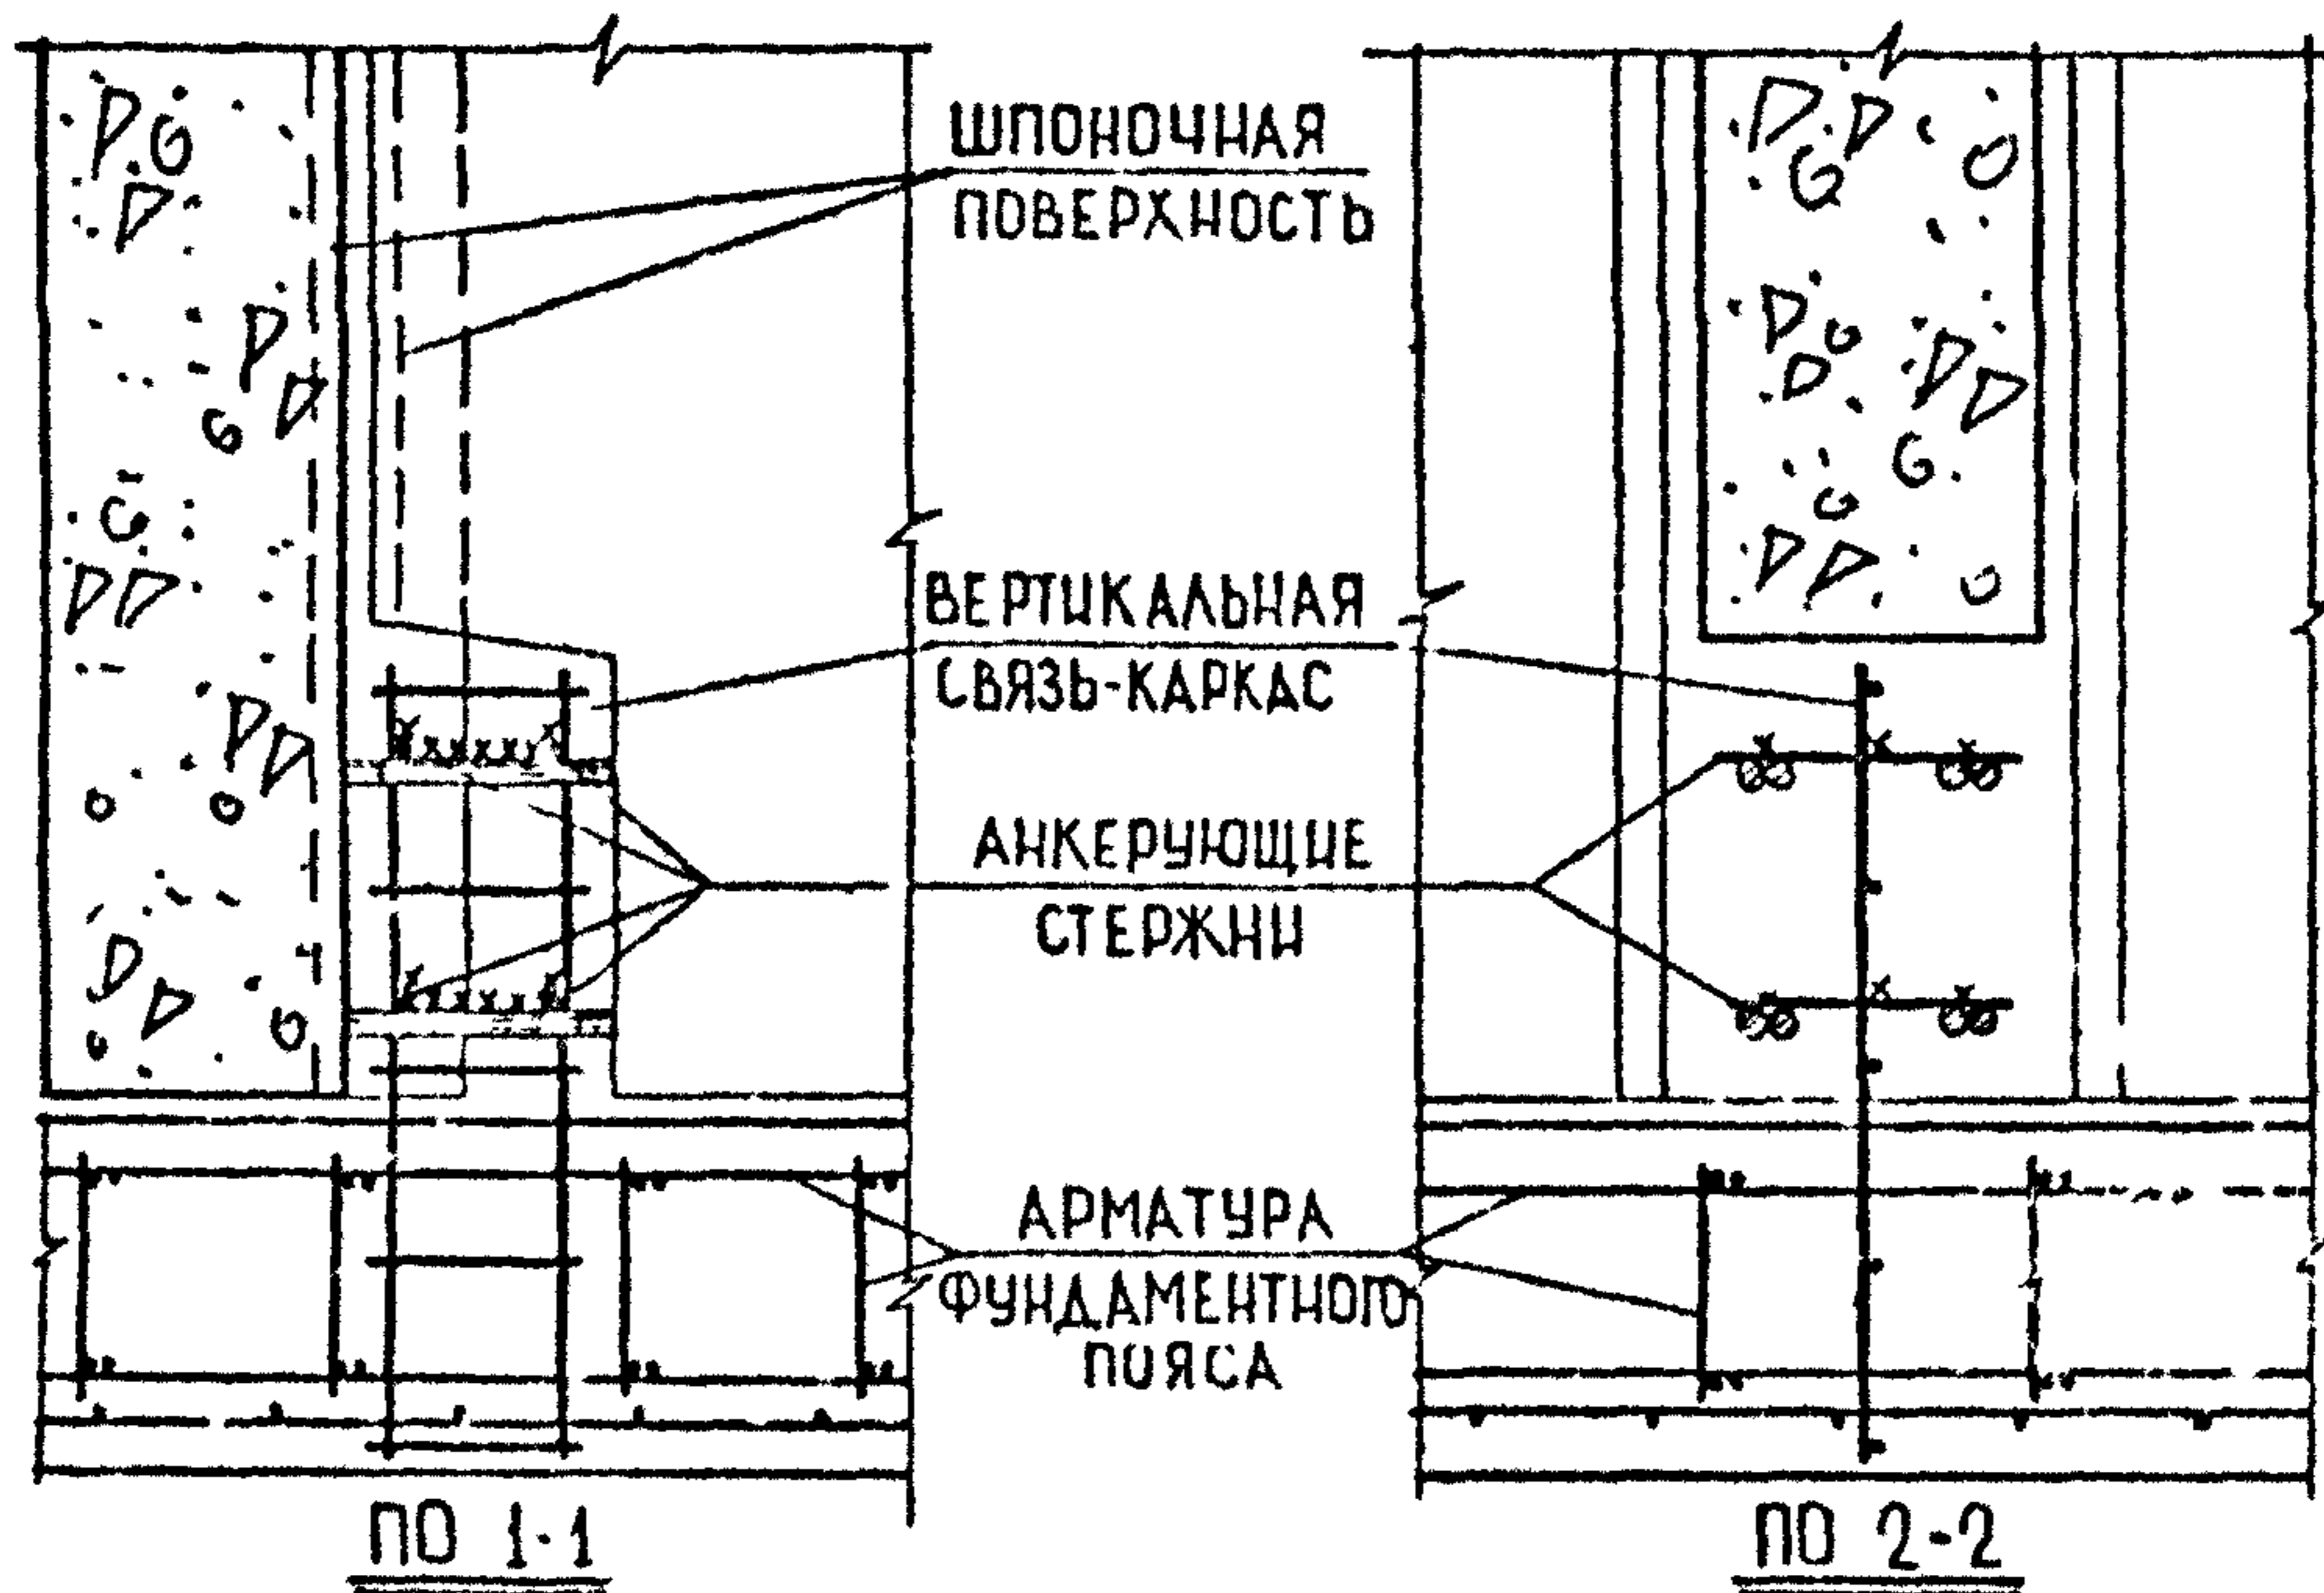 ШПОНОЧНАЯ
ПОВЕРХНОСТЬ
ВЕРТИКАЛЬНАЯ
СВЯЗЬ-КАРКАС
АНКЕРУЮЩИЕ
СТЕРЖНИ
АРМАТУРА
ФУНДАМЕНТНОГО
ПОЯСА
ПО 1-1
ПО 2-2